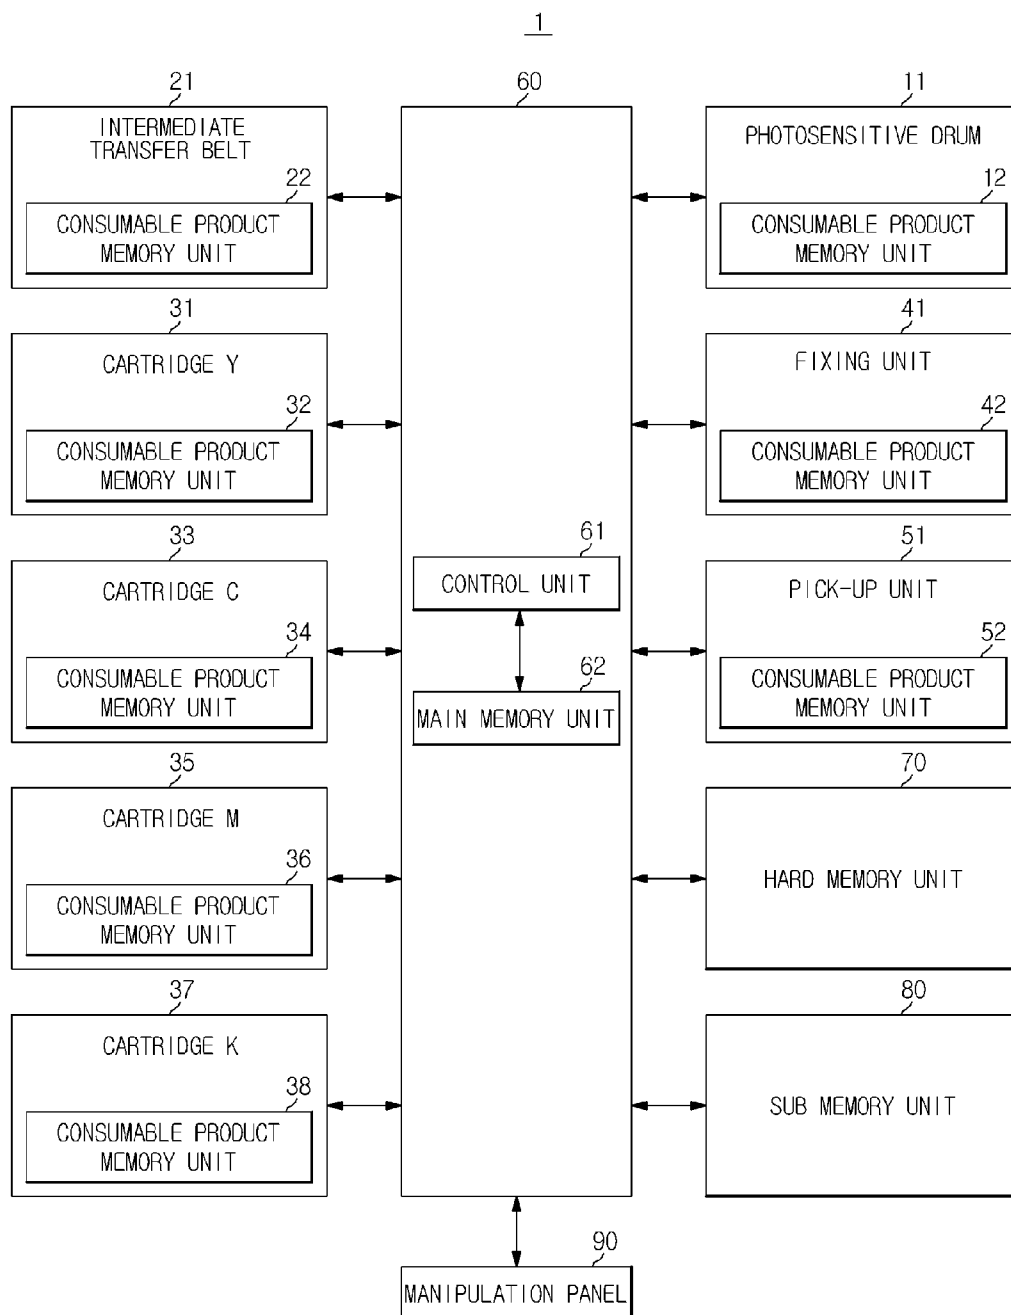 1
21
INTERMEDIATE
TRANSFER BELT
22
CONSUMABLE PRODUCT
MEMORY UNIT
31
CARTRIDGE Y
32
CONSUMABLE PRODUCT
MEMORY UNIT
33
CARTRIDGE C
34
CONSUMABLE PRODUCT
MEMORY UNIT
35
CARTRIDGE M
36
CONSUMABLE PRODUCT
MEMORY UNIT
37
CARTRIDGE K
38
CONSUMABLE PRODUCT
MEMORY UNIT
60
61
CONTROL UNIT
62
MAIN MEMORY UNIT
11
PHOTOSENSITIVE DRUM
12
CONSUMABLE PRODUCT
MEMORY UNIT
41
FIXING UNIT
42
CONSUMABLE PRODUCT
MEMORY UNIT
51
PICK-UP UNIT
52
CONSUMABLE PRODUCT
MEMORY UNIT
70
HARD MEMORY UNIT
80
SUB MEMORY UNIT
90
MANIPULATION PANEL